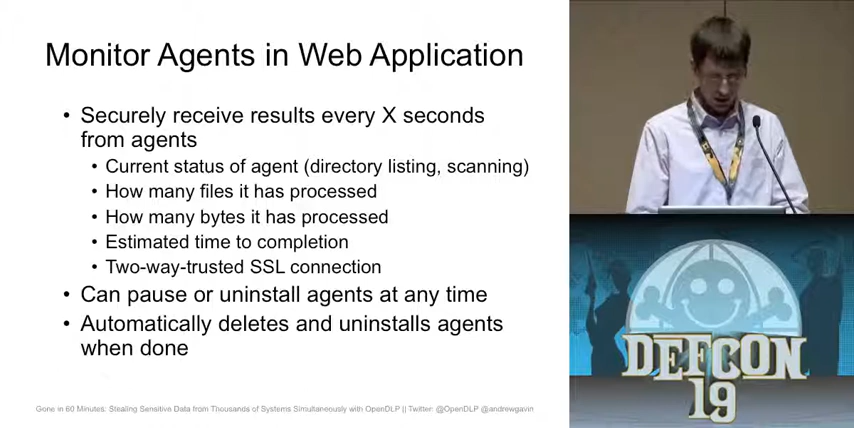 Monitor Agents in Web Application
• Securely receive results every X seconds
from agents
• Current status of agent (directory listing, scanning)
• How many files it has processed
• How many bytes it has processed
• Estimated time to completion
• Two-way-trusted SSL connection
• Can pause or uninstall agents at any time
• Automatically deletes and uninstalls agents
when done
Gone in 60 Minutes: Stealing Sensitive Data from Thousands of Systems Simultaneously with OpenDLP || Twitter: @OpenDLP @andrewgavin
DEFCON
19